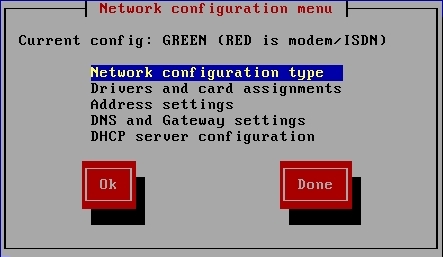 Network configuration menu
Current config: GREEN (RED is modem/ISDN)
Network configuration type
Drivers and card assignments
Address settings
DNS and Gateway settings
DHCP server configuration
Ok Done